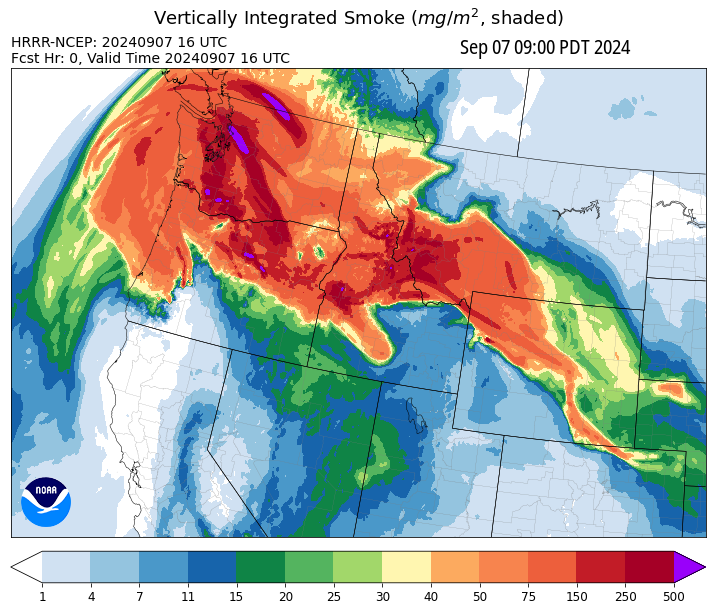 Vertically Integrated Smoke (mg/m², shaded)
HRRR-NCEP: 20240907 16 UTC
Sep 07 09:00 PDT 2024
Fcst Hr: 0, Valid Time 20240907 16 UTC
NOAA
1 4 7 11 15 20 25 30 40 50 75 150 250 500